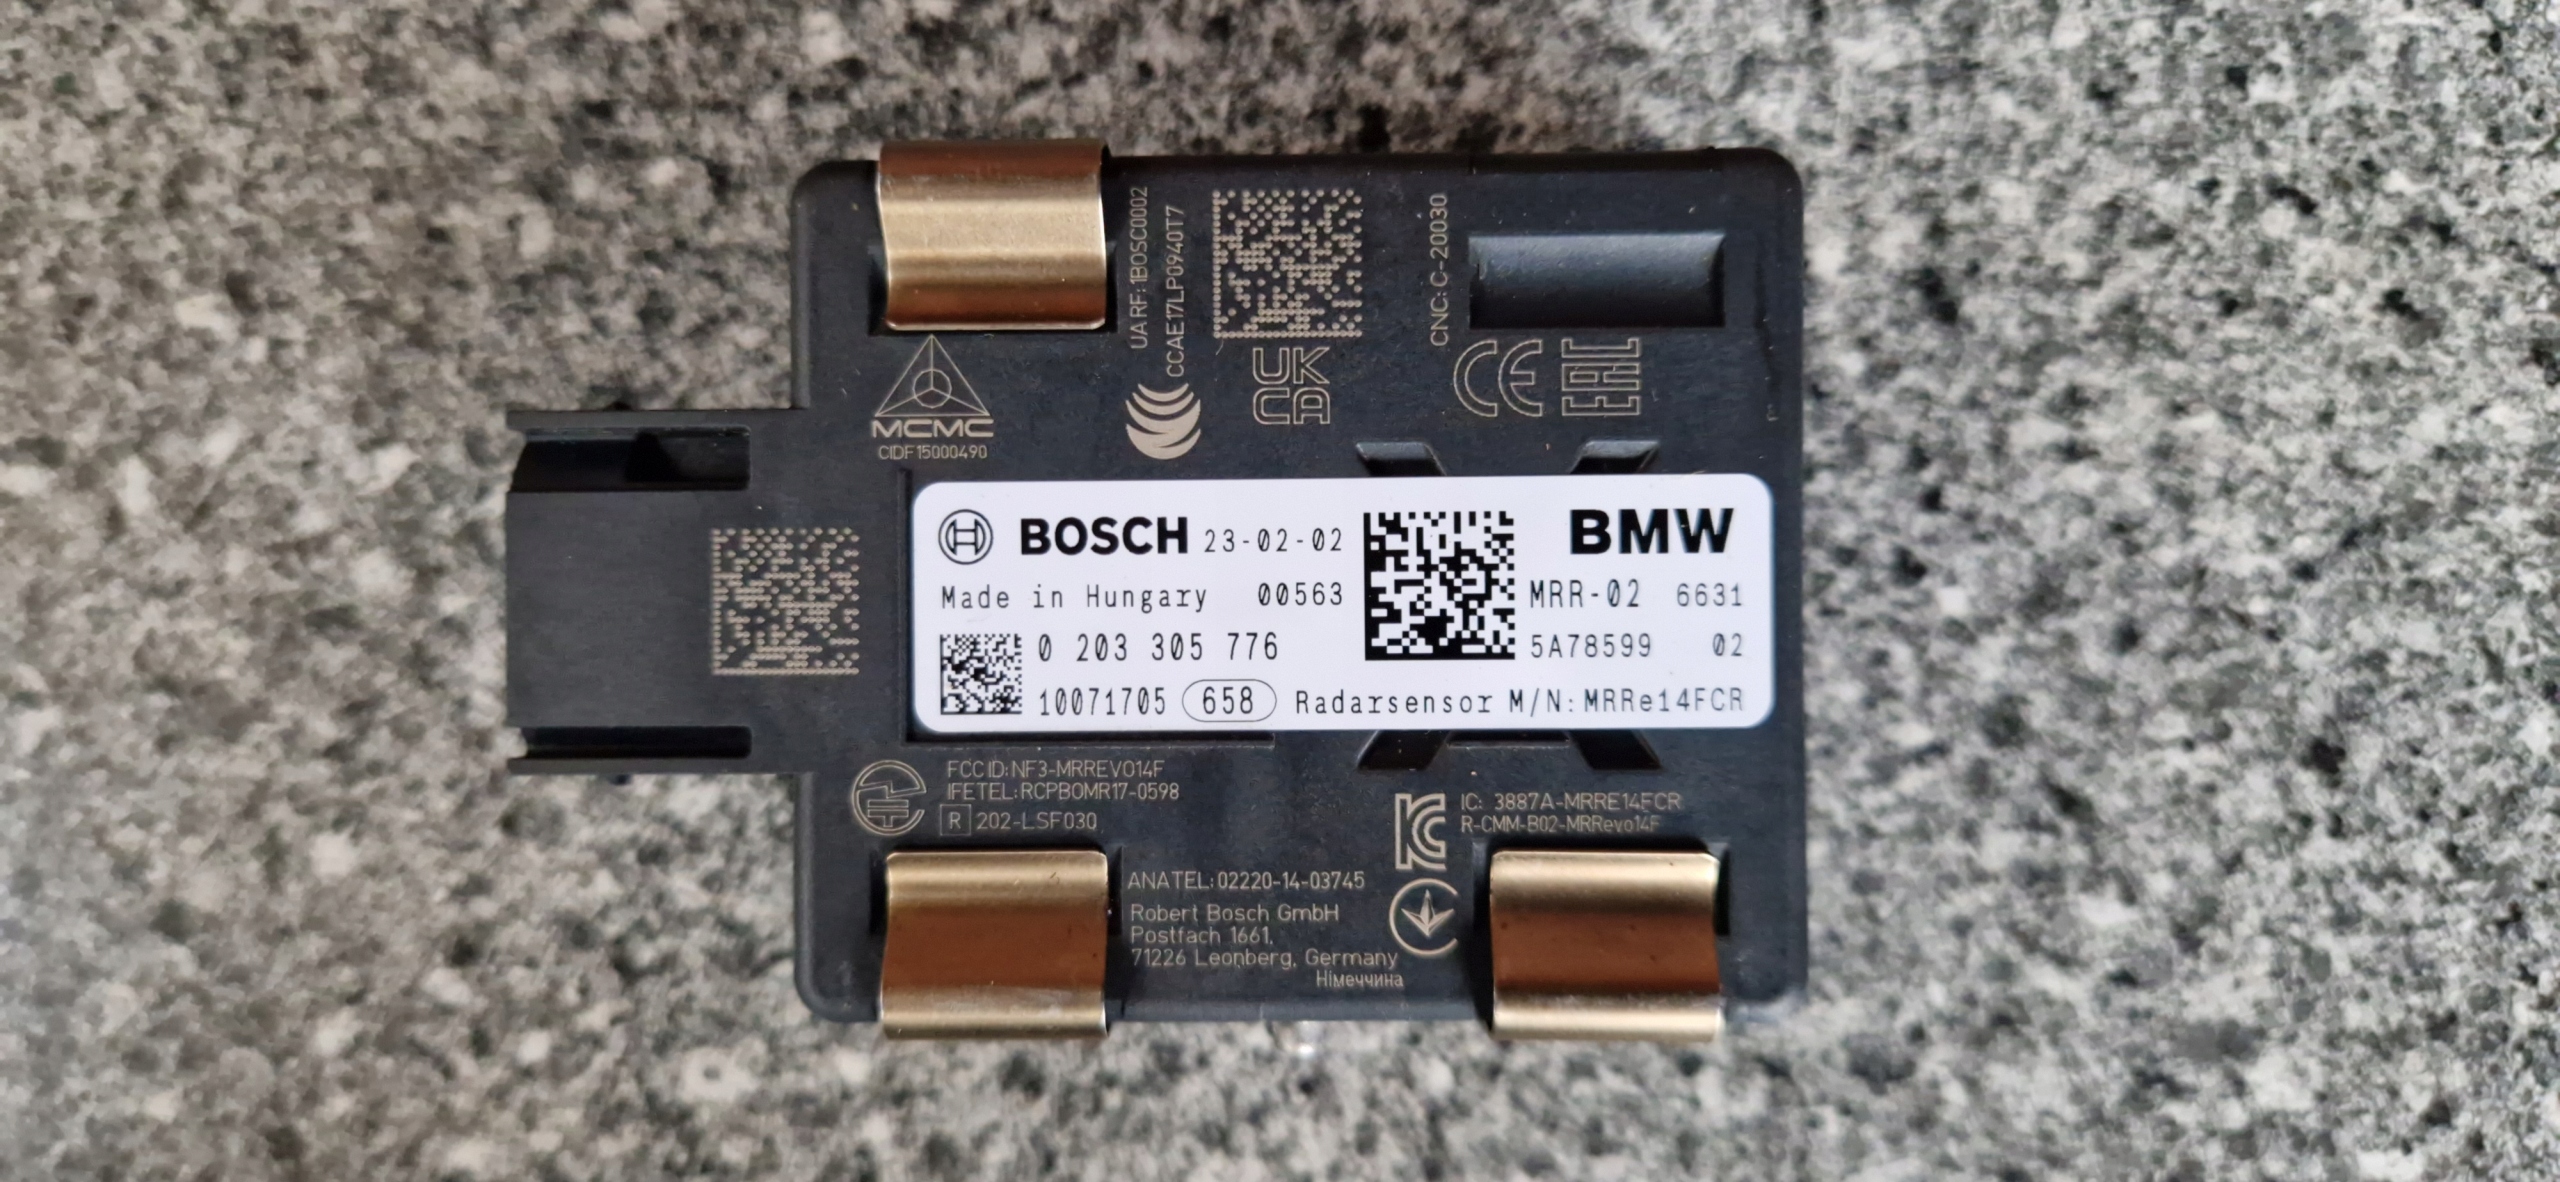 UA RF: 1BOSC0002
CCAE17LP0940T7
CNC: C-20030
MCMC
CIDF15000490
UK
CA
CE
EAC
BOSCH 23-02-02
BMW
Made in Hungary 00563
MRR-02 6631
0 203 305 776
5A78599 02
10071705 658 Radarsensor M/N:MRRe14FCR
FCC ID: NF3-MRREVO14F
IFETEL: RCPBOMR17-0598
R 202-LSF030
IC: 3887A-MRRE14FCR
R-CMM-B02-MRRevo14F
ANATEL: 02220-14-03745
Robert Bosch GmbH
Postfach 1661,
71226 Leonberg, Germany
Німеччина